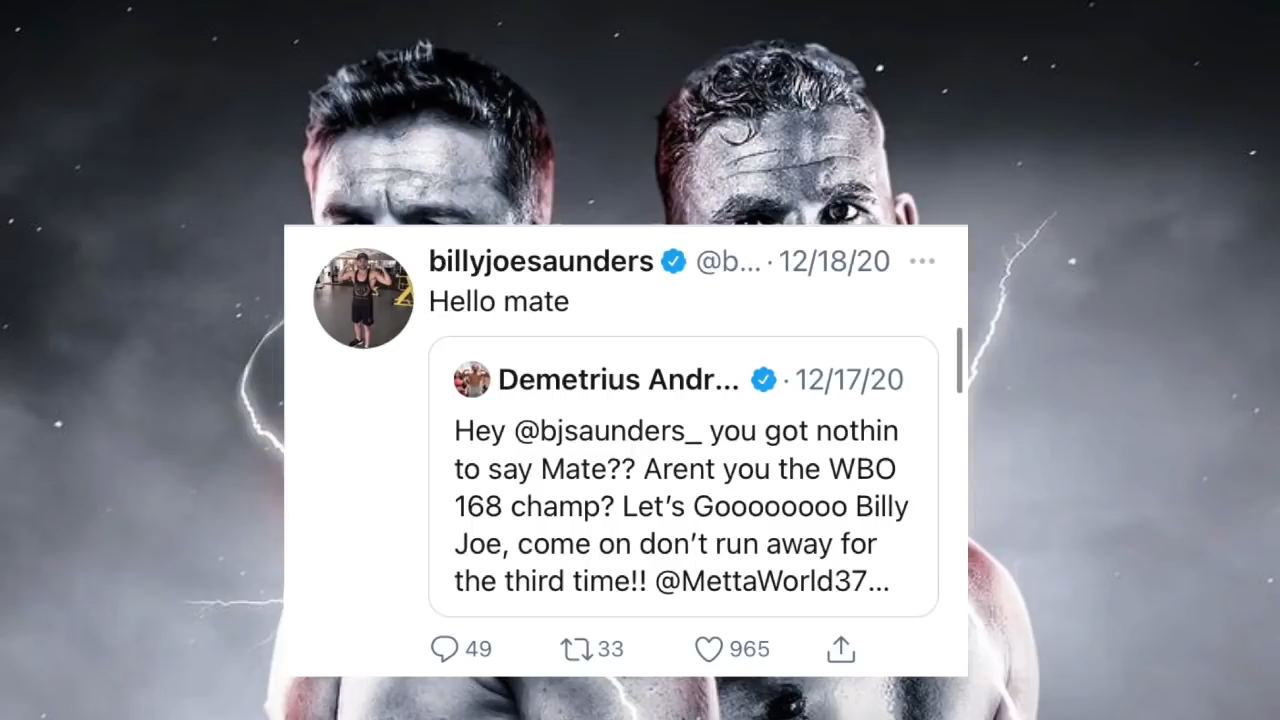 billyjoesaunders @b... · 12/18/20 ...
Hello mate
Demetrius Andr... · 12/17/20
Hey @bjsaunders_ you got nothin
to say Mate?? Arent you the WBO
168 champ? Let's Goooooooo Billy
Joe, come on don't run away for
the third time!! @MettaWorld37...
49 33 965